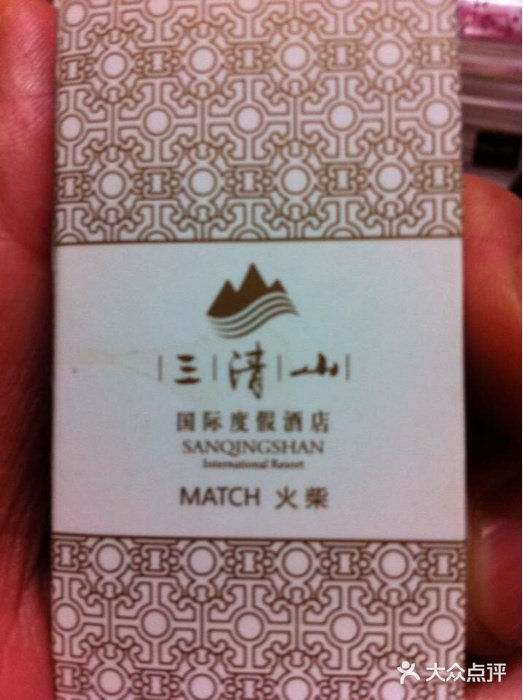 三清山
国际度假酒店
SANQINGSHAN
International Resort
MATCH 火柴
大众点评